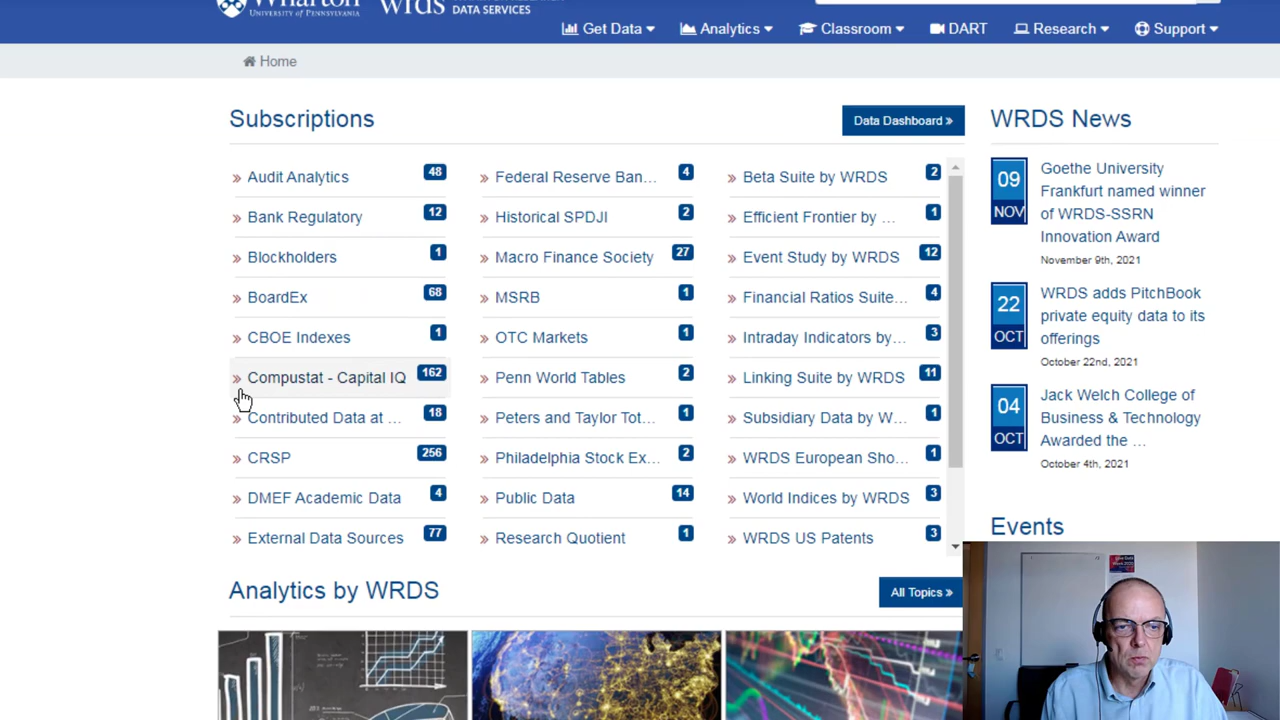 Wharton
UNIVERSITY of PENNSYLVANIA
wrds
DATA SERVICES
Get Data
Analytics
Classroom
DART
Research
Support
Home
Subscriptions
Data Dashboard »
Audit Analytics 48
Bank Regulatory 12
Blockholders 1
BoardEx 68
CBOE Indexes 1
Compustat - Capital IQ 162
Contributed Data at ... 18
CRSP 256
DMEF Academic Data 4
External Data Sources 77
Federal Reserve Ban... 4
Historical SPDJI 2
Macro Finance Society 27
MSRB 1
OTC Markets 1
Penn World Tables 2
Peters and Taylor Tot... 1
Philadelphia Stock Ex... 2
Public Data 14
Research Quotient 1
Beta Suite by WRDS 2
Efficient Frontier by ... 1
Event Study by WRDS 12
Financial Ratios Suite... 4
Intraday Indicators by... 3
Linking Suite by WRDS 11
Subsidiary Data by W... 1
WRDS European Sho... 1
World Indices by WRDS 3
WRDS US Patents 3
WRDS News
09
NOV
Goethe University
Frankfurt named winner
of WRDS-SSRN
Innovation Award
November 9th, 2021
22
OCT
WRDS adds PitchBook
private equity data to its
offerings
October 22nd, 2021
04
OCT
Jack Welch College of
Business & Technology
Awarded the ...
October 4th, 2021
Events
Analytics by WRDS
All Topics »